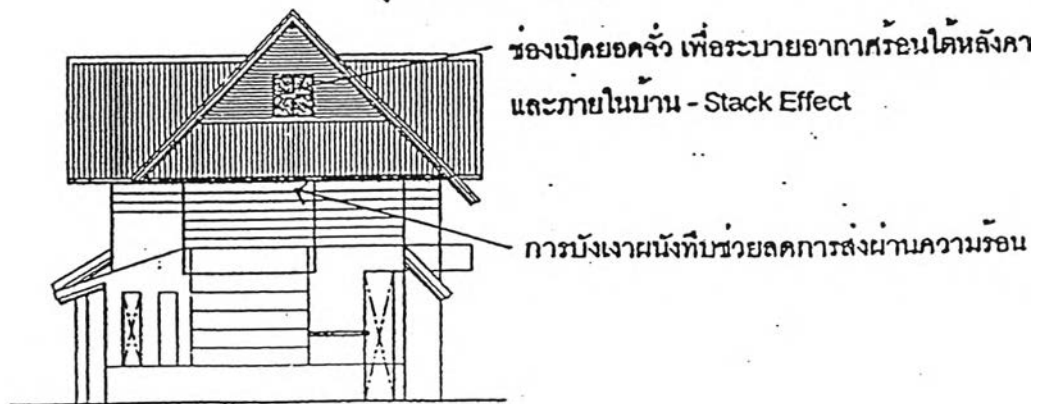 ช่องเปิดยอดจั่ว เพื่อระบายอากาศร้อนใต้หลังคา
และภายในบ้าน - Stack Effect
การบังเงาผนังทึบช่วยลดการส่งผ่านความร้อน